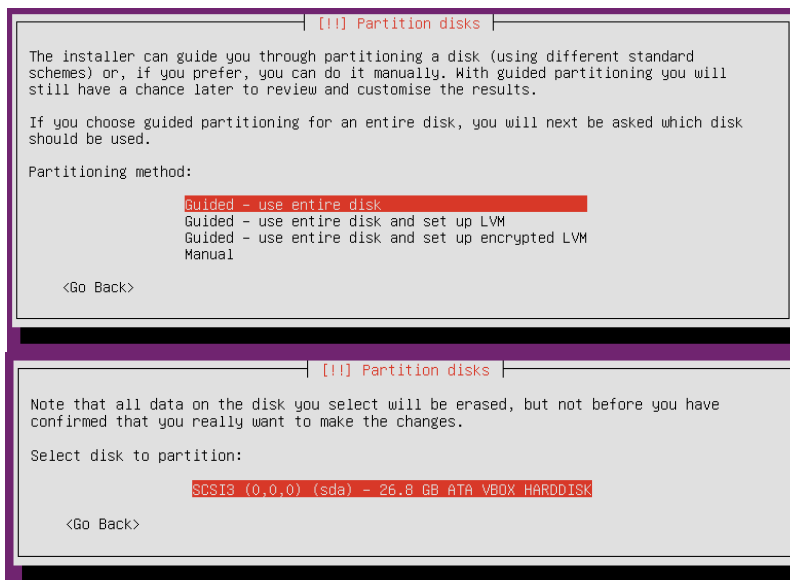 [!!] Partition disks
The installer can guide you through partitioning a disk (using different standard
schemes) or, if you prefer, you can do it manually. With guided partitioning you will
still have a chance later to review and customise the results.
If you choose guided partitioning for an entire disk, you will next be asked which disk
should be used.
Partitioning method:
Guided - use entire disk
Guided - use entire disk and set up LVM
Guided - use entire disk and set up encrypted LVM
Manual
<Go Back>
[!!] Partition disks
Note that all data on the disk you select will be erased, but not before you have
confirmed that you really want to make the changes.
Select disk to partition:
SCSI3 (0,0,0) (sda) - 26.8 GB ATA VBOX HARDDISK
<Go Back>